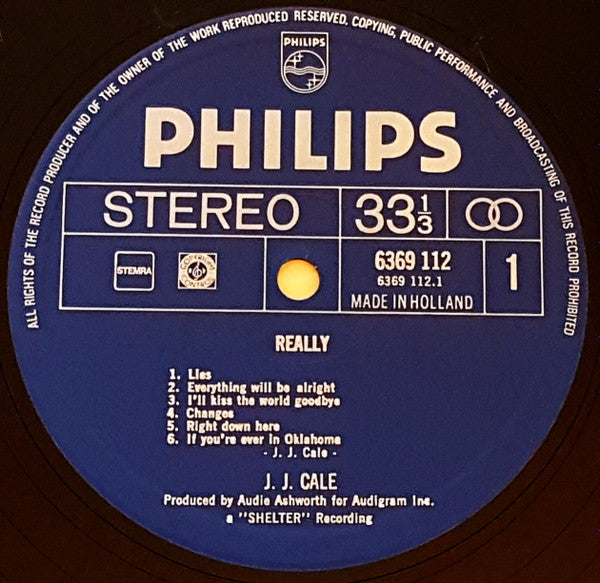 ALL RIGHTS OF THE RECORD PRODUCER AND OF THE OWNER OF THE WORK REPRODUCED RESERVED. COPYING, PUBLIC PERFORMANCE AND BROADCASTING OF THIS RECORD PROHIBITED
PHILIPS
PHILIPS
STEREO 33 1/3
STEMRA COPYRIGHT CONTROL 6369 112 1
6369 112.1
MADE IN HOLLAND
REALLY
1. Lies
2. Everything will be alright
3. I'll kiss the world goodbye
4. Changes
5. Right down here
6. If you're ever in Oklahoma
- J. J. Cale -
J. J. CALE
Produced by Audie Ashworth for Audigram Inc.
a "SHELTER" Recording